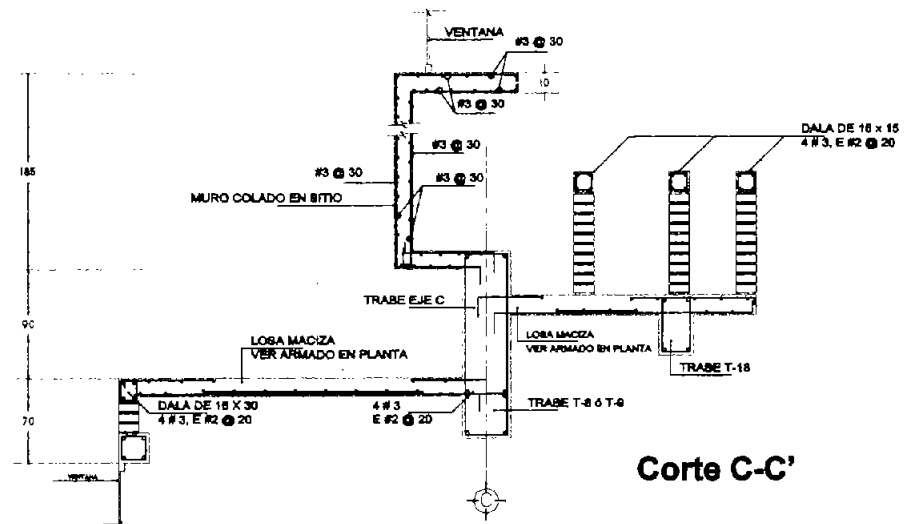 VENTANA
#3 @ 30
10
#3 @ 30
DALA DE 15 x 15
4 # 3, E #2 @ 20
#3 @ 30
185
#3 @ 30
#3 @ 30
MURO COLADO EN SITIO
TRABE EJE C
90
LOSA MACIZA
VER ARMADO EN PLANTA
LOSA MACIZA
VER ARMADO EN PLANTA
TRABE T-18
DALA DE 15 X 30
4 # 3, E #2 @ 20
4 # 3
E #2 @ 20
TRABE T-8 ó T-9
70
VENTANA
Corte C-C'
C